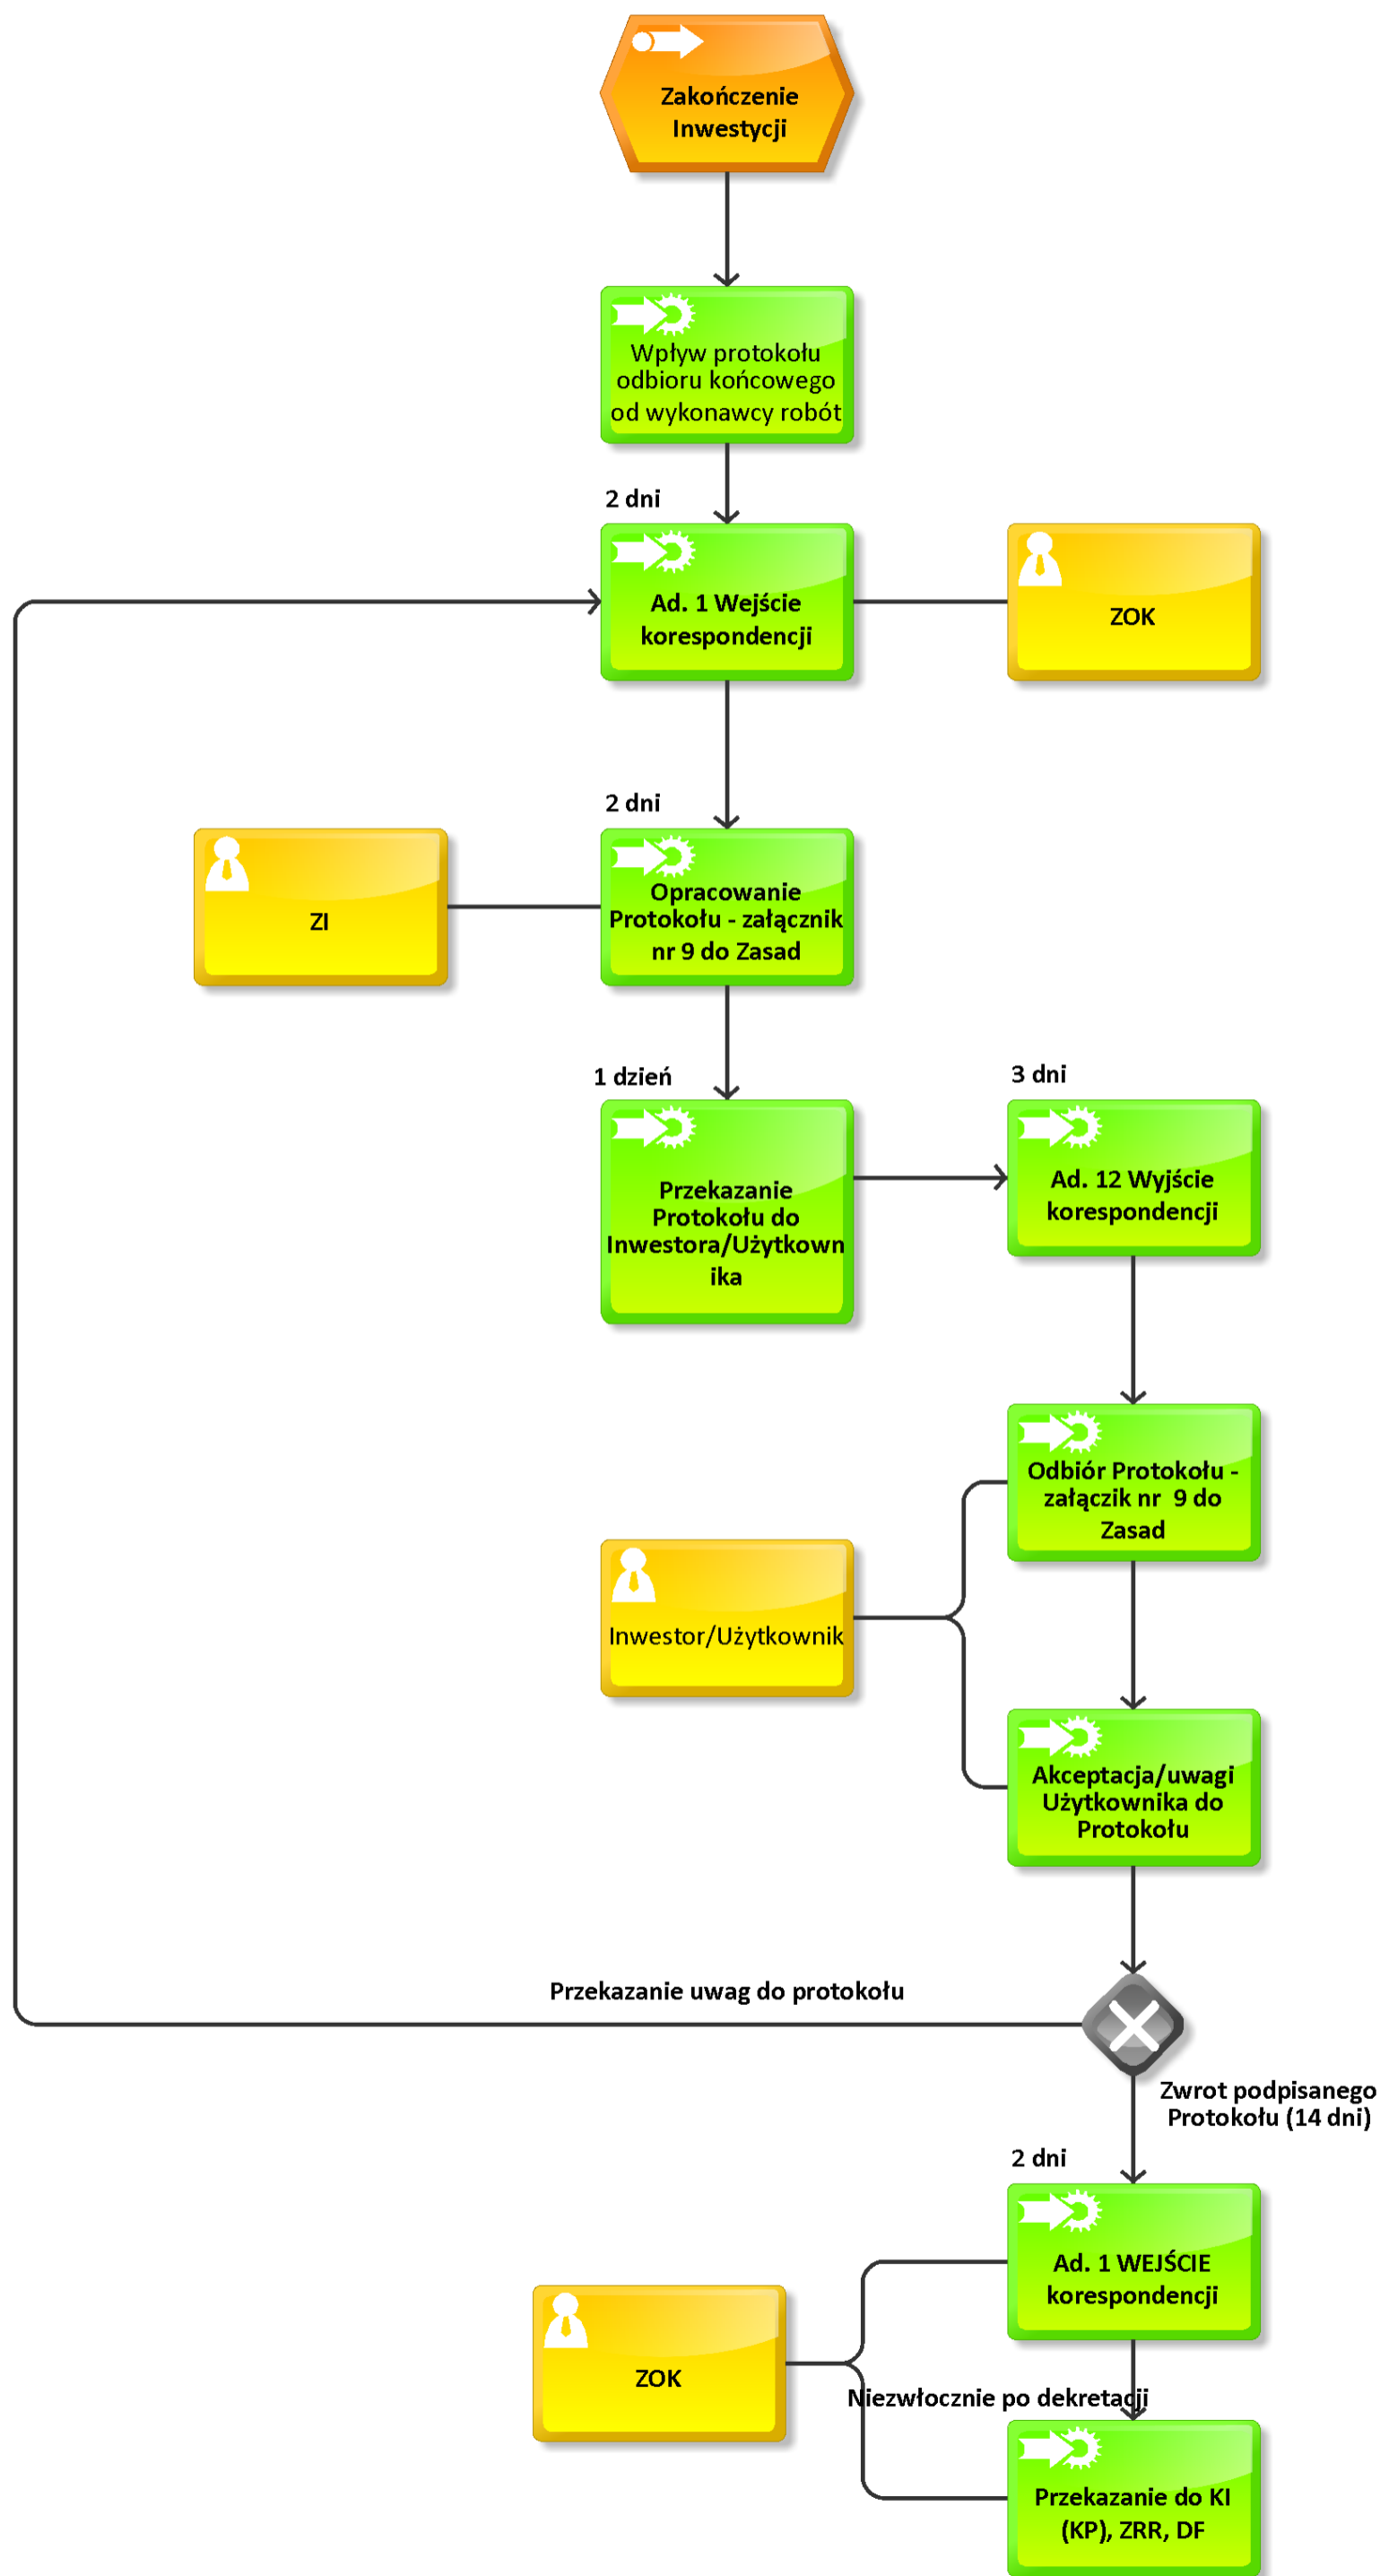 Zakończenie
Inwestycji
Wpływ protokołu
odbioru końcowego
od wykonawcy robót
2 dni
Ad. 1 Wejście
korespondencji
ZOK
2 dni
ZI
Opracowanie
Protokołu - załącznik
nr 9 do Zasad
1 dzień
Przekazanie
Protokołu do
Inwestora/Użytkown
ika
3 dni
Ad. 12 Wyjście
korespondencji
Odbiór Protokołu -
załączik nr  9 do
Zasad
Inwestor/Użytkownik
Akceptacja/uwagi
Użytkownika do
Protokołu
Przekazanie uwag do protokołu
Zwrot podpisanego
Protokołu (14 dni)
2 dni
Ad. 1 WEJŚCIE
korespondencji
ZOK
Niezwłocznie po dekretacji
Przekazanie do KI
(KP), ZRR, DF